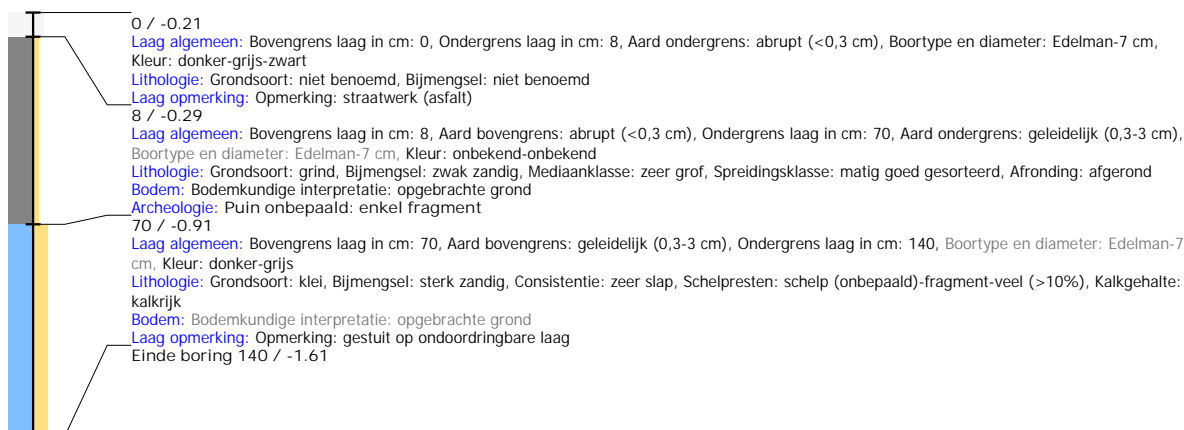 0 / -0.21
Laag algemeen: Bovengrens laag in cm: 0, Ondergrens laag in cm: 8, Aard ondergrens: abrupt (<0,3 cm), Boortype en diameter: Edelman-7 cm,
Kleur: donker-grijs-zwart
Lithologie: Grondsoort: niet benoemd, Bijmengsel: niet benoemd
Laag opmerking: Opmerking: straatwerk (asfalt)
8 / -0.29
Laag algemeen: Bovengrens laag in cm: 8, Aard bovengrens: abrupt (<0,3 cm), Ondergrens laag in cm: 70, Aard ondergrens: geleidelijk (0,3-3 cm),
Boortype en diameter: Edelman-7 cm, Kleur: onbekend-onbekend
Lithologie: Grondsoort: grind, Bijmengsel: zwak zandig, Mediaanklasse: zeer grof, Spreidingsklasse: matig goed gesorteerd, Afronding: afgerond
Bodem: Bodemkundige interpretatie: opgebrachte grond
Archeologie: Puin onbepaald: enkel fragment
70 / -0.91
Laag algemeen: Bovengrens laag in cm: 70, Aard bovengrens: geleidelijk (0,3-3 cm), Ondergrens laag in cm: 140, Boortype en diameter: Edelman-7
cm, Kleur: donker-grijs
Lithologie: Grondsoort: klei, Bijmengsel: sterk zandig, Consistentie: zeer slap, Schelpresten: schelp (onbepaald)-fragment-veel (>10%), Kalkgehalte:
kalkrijk
Bodem: Bodemkundige interpretatie: opgebrachte grond
Laag opmerking: Opmerking: gestuit op ondoordringbare laag
Einde boring 140 / -1.61